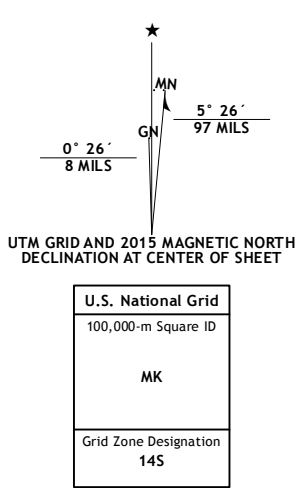 ★
MN
5° 26´
97 MILS
GN
0° 26´
8 MILS
UTM GRID AND 2015 MAGNETIC NORTH
DECLINATION AT CENTER OF SHEET
U.S. National Grid
100,000-m Square ID
MK
Grid Zone Designation
14S